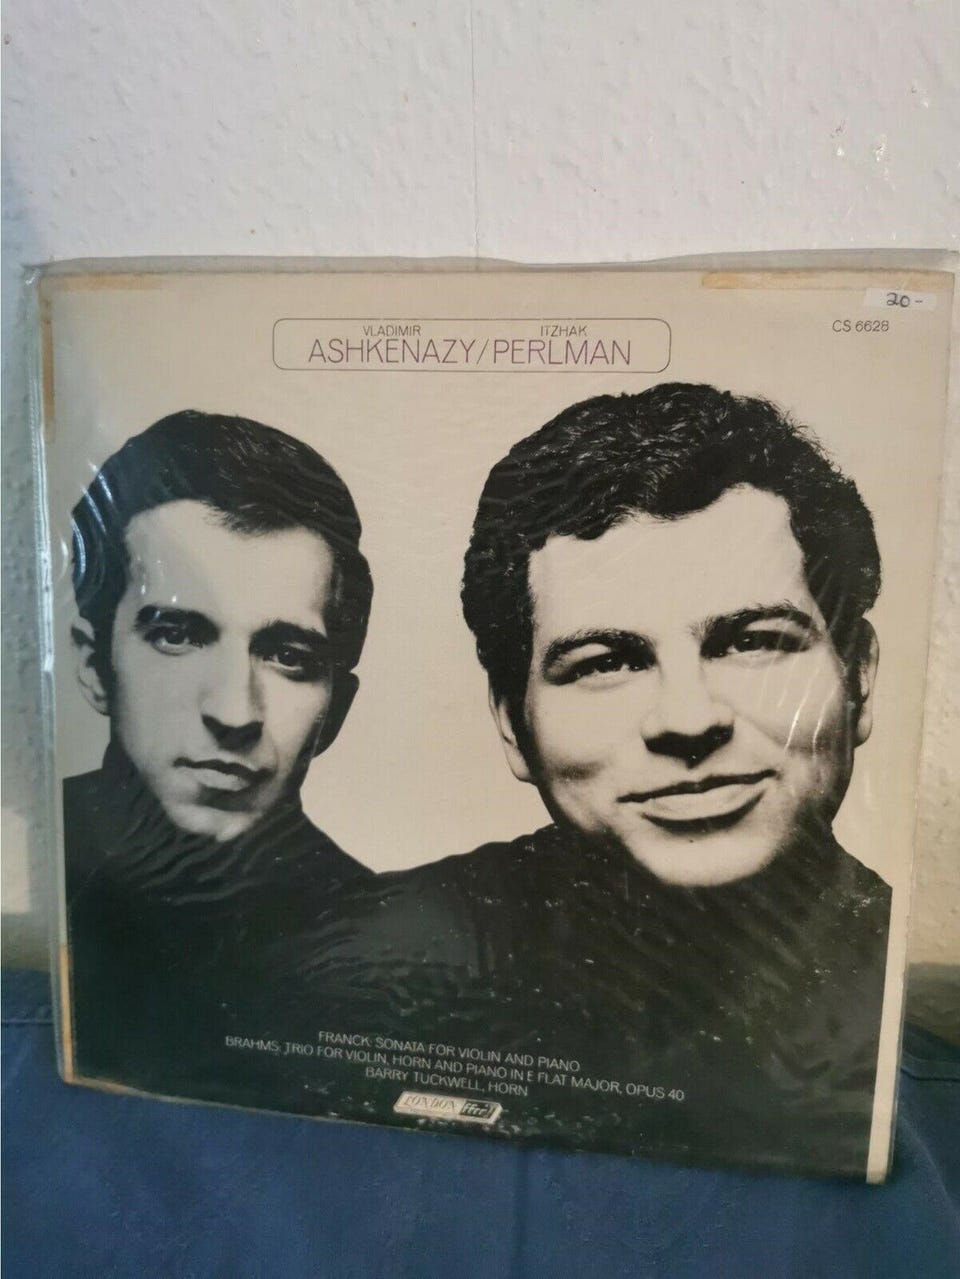 20-
CS 6628
VLADIMIR ITZHAK
ASHKENAZY/PERLMAN
FRANCK: SONATA FOR VIOLIN AND PIANO
BRAHMS: TRIO FOR VIOLIN, HORN AND PIANO IN E FLAT MAJOR, OPUS 40
BARRY TUCKWELL, HORN
LONDON ffrr